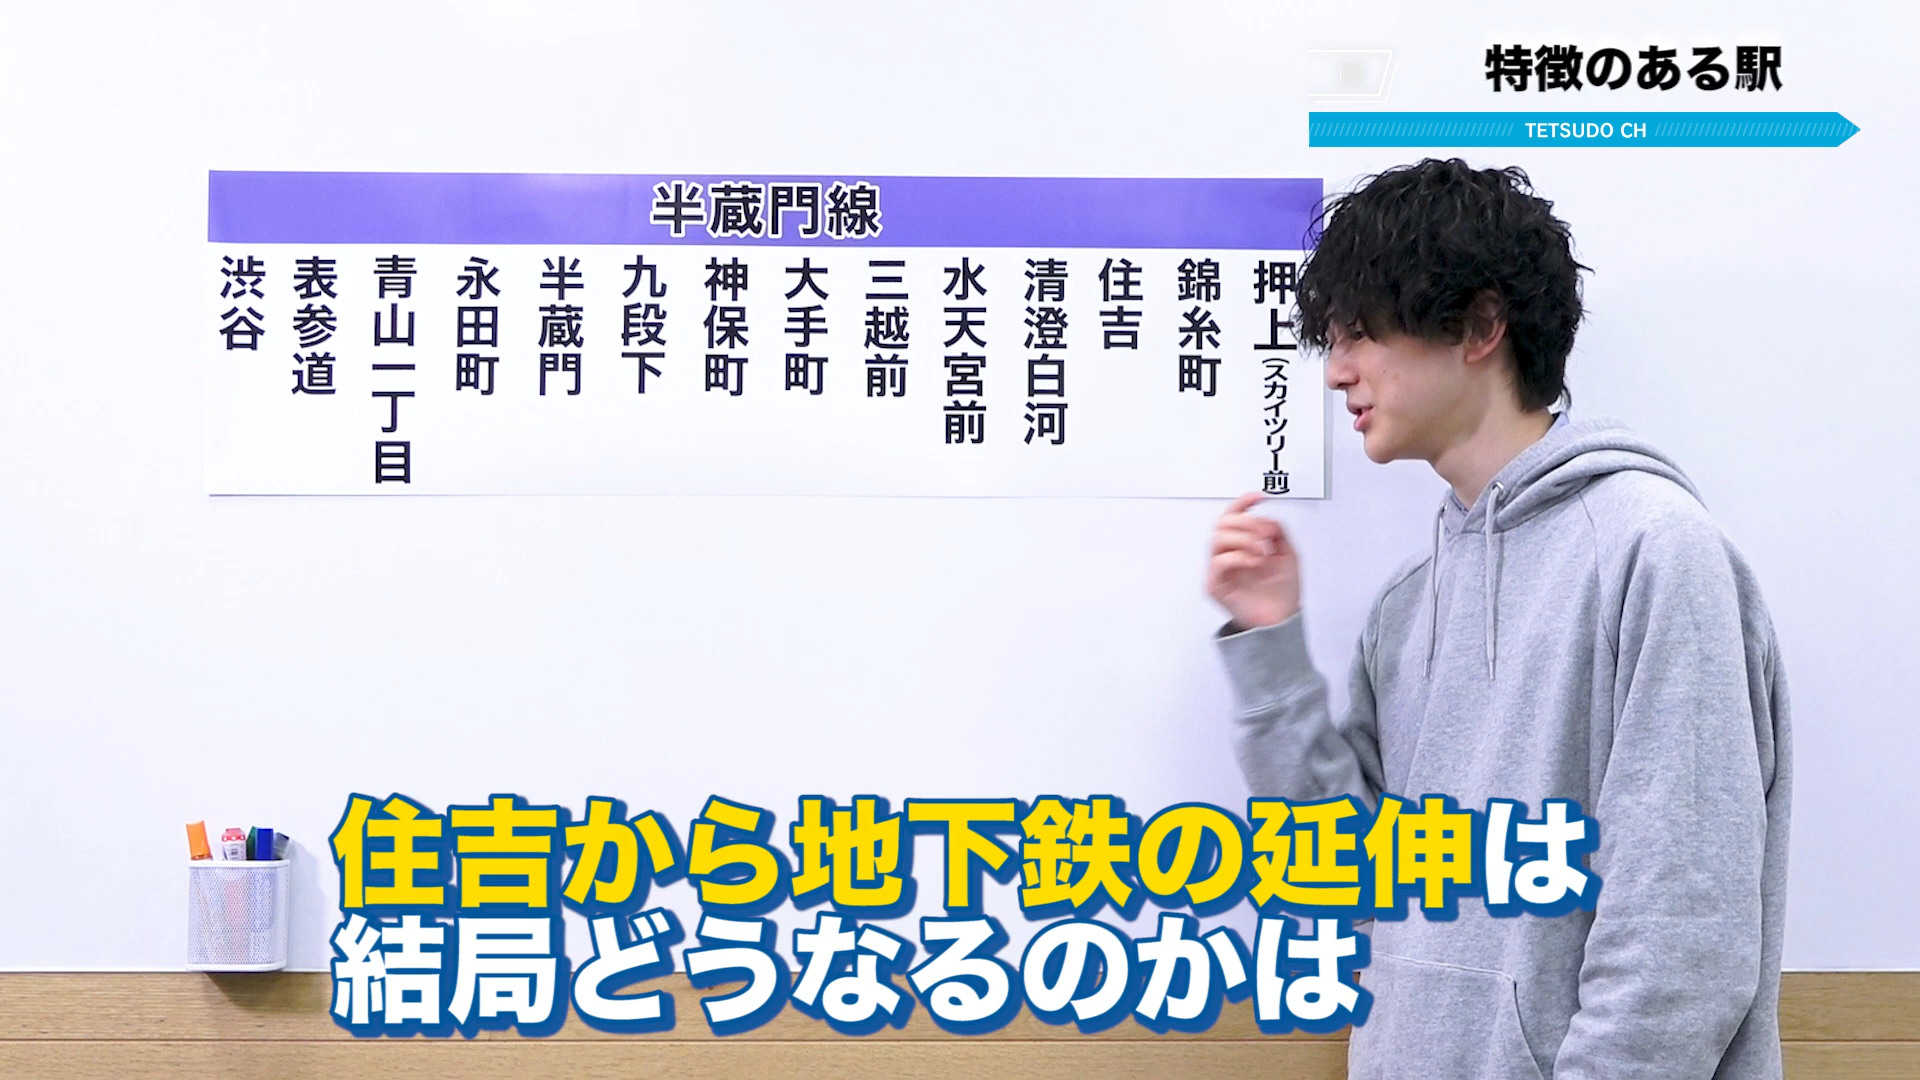 特徴のある駅
TETSUDO CH
半蔵門線
渋谷
表参道
青山一丁目
永田町
半蔵門
九段下
神保町
大手町
三越前
水天宮前
清澄白河
住吉
錦糸町
押上(スカイツリー前)
住吉から地下鉄の延伸は
結局どうなるのかは